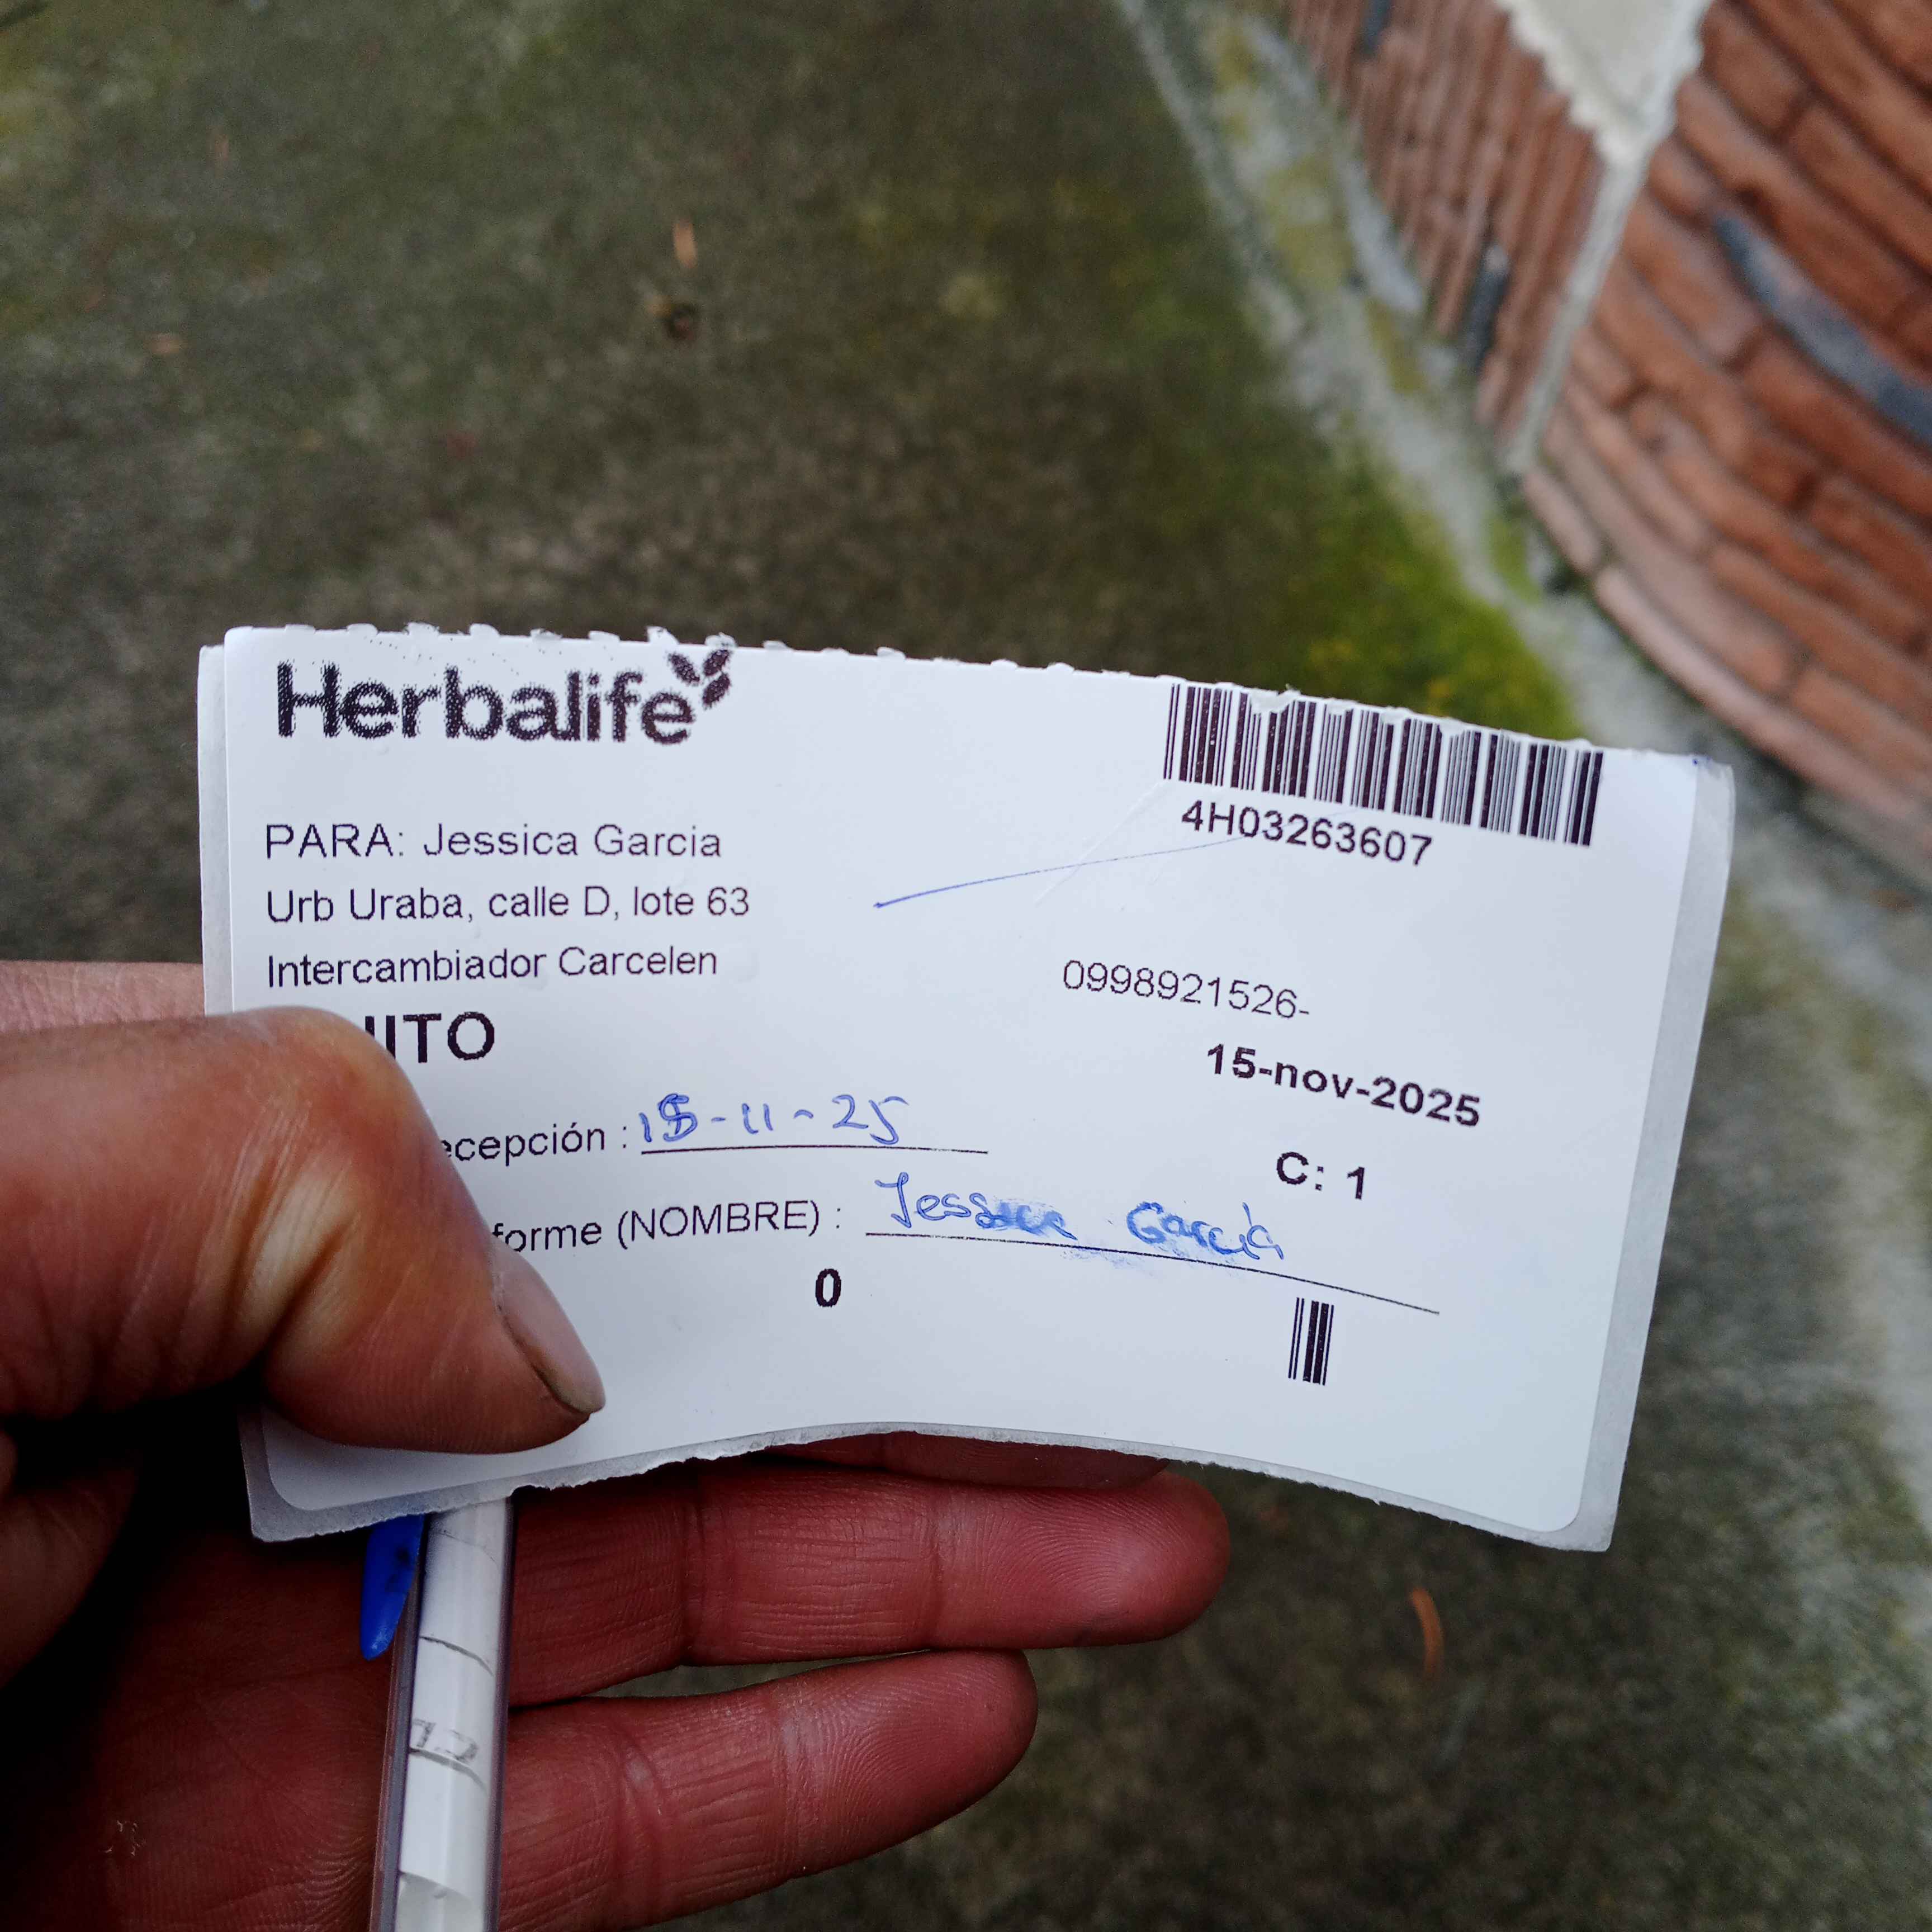 Herbalife
4H03263607
PARA: Jessica Garcia
Urb Uraba, calle D, lote 63
Intercambiador Carcelen
0998921526-
UITO
15-nov-2025
ecepción : 15-11-25
C: 1
forme (NOMBRE) : Jessica García
0